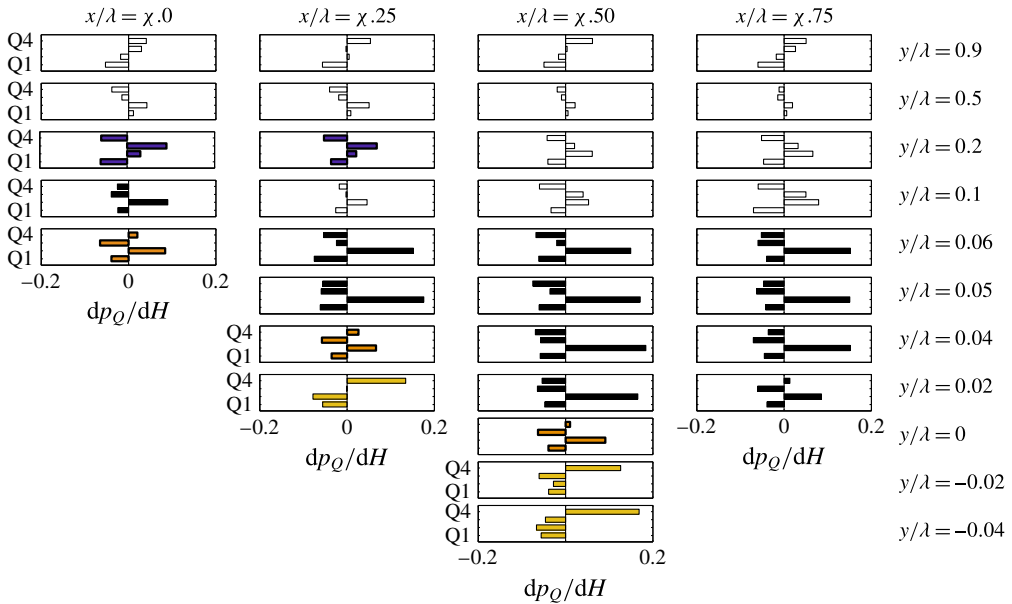 x/λ = χ.0 x/λ = χ.25 x/λ = χ.50 x/λ = χ.75
Q4
Q1
y/λ = 0.9
Q4
Q1
y/λ = 0.5
Q4
Q1
y/λ = 0.2
Q4
Q1
y/λ = 0.1
Q4
Q1
y/λ = 0.06
−0.2 0 0.2
y/λ = 0.05
dp_Q/dH
Q4
Q1
y/λ = 0.04
Q4
Q1
y/λ = 0.02
−0.2 0 0.2
−0.2 0 0.2
y/λ = 0
dp_Q/dH
dp_Q/dH
Q4
Q1
y/λ = −0.02
Q4
Q1
y/λ = −0.04
−0.2 0 0.2
dp_Q/dH